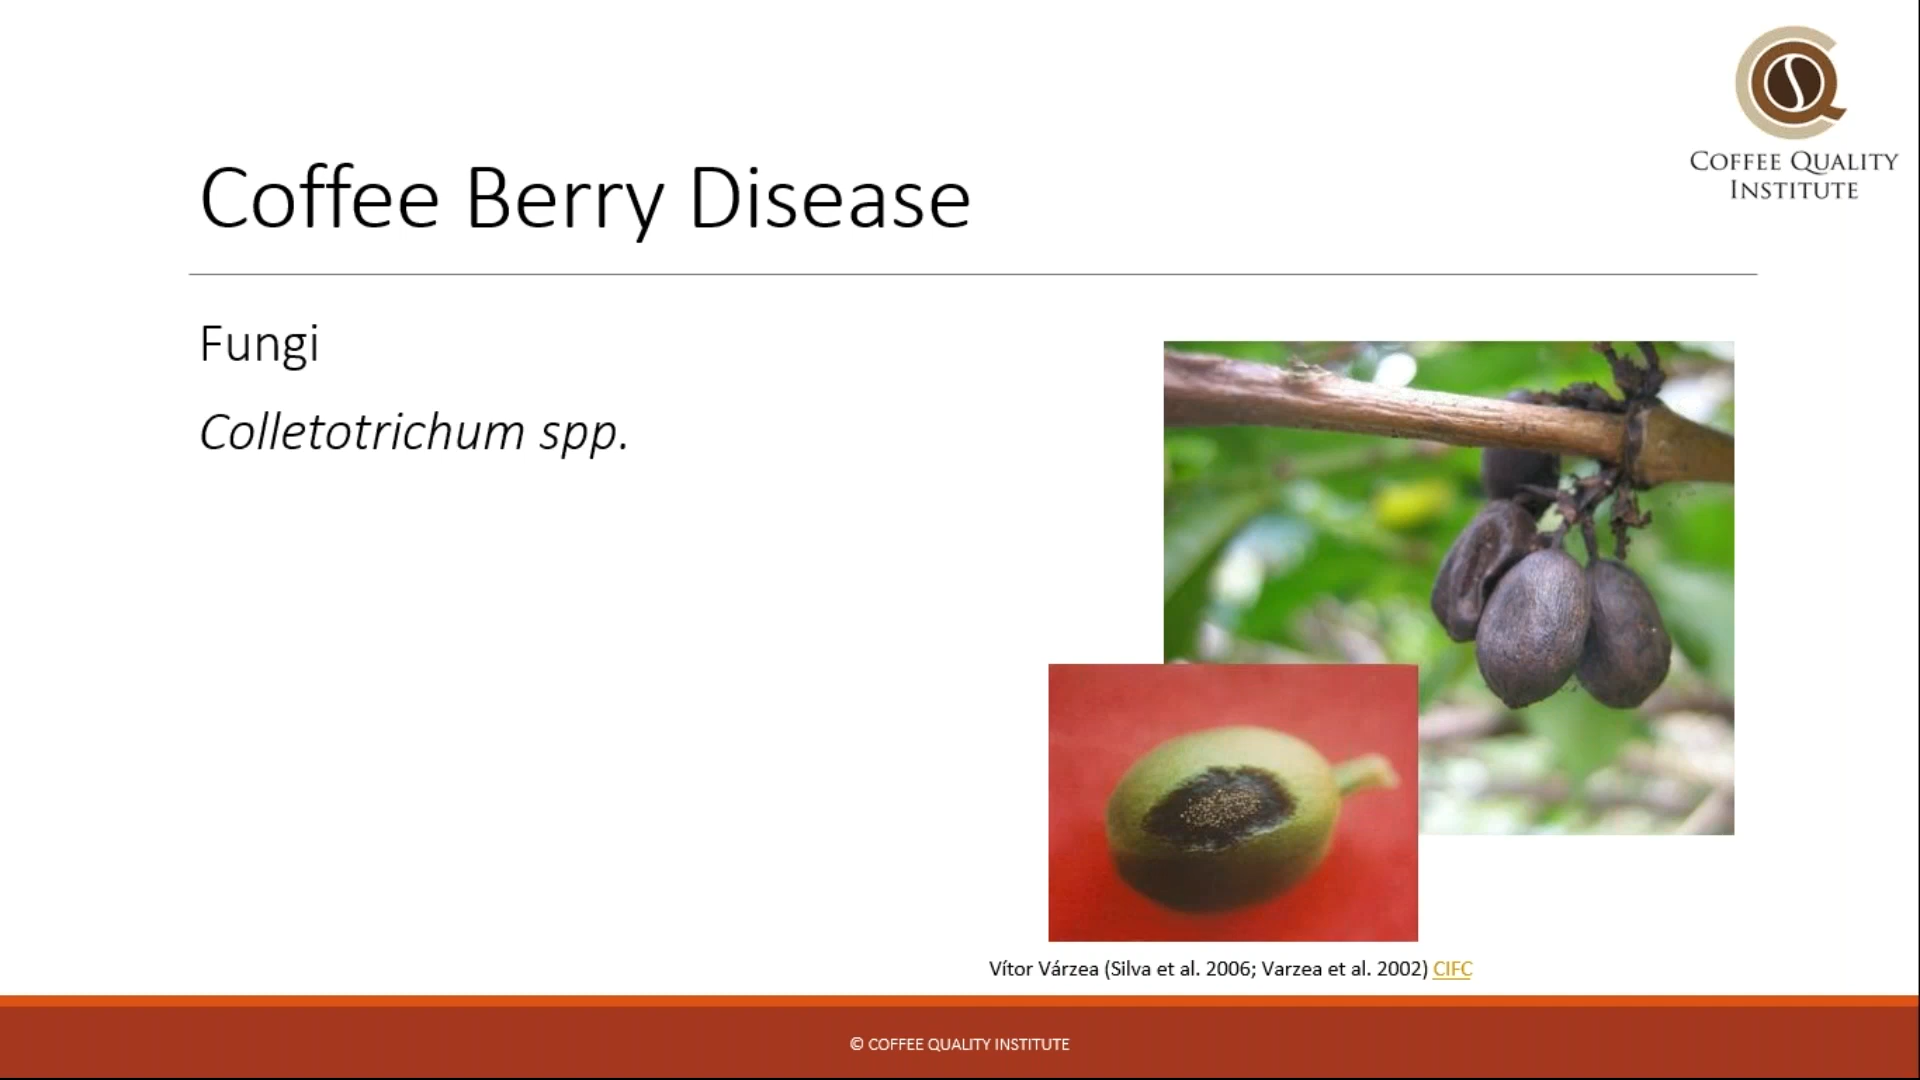 COFFEE QUALITY
INSTITUTE
Coffee Berry Disease
Fungi
Colletotrichum spp.
Vítor Várzea (Silva et al. 2006; Varzea et al. 2002) CIFC
© COFFEE QUALITY INSTITUTE